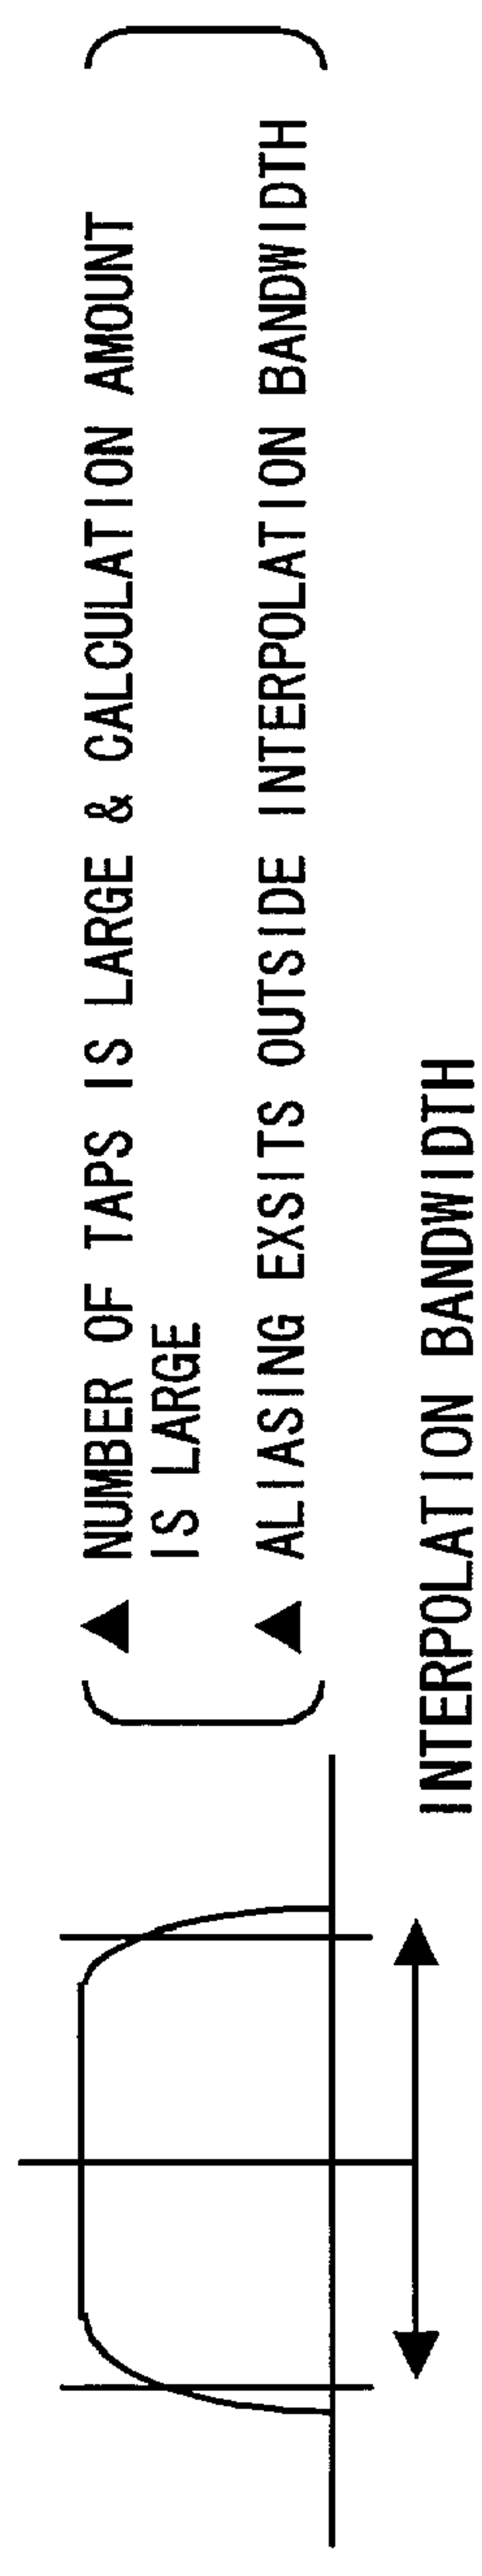 ▲ NUMBER OF TAPS IS LARGE & CALCULATION AMOUNT
IS LARGE
▲ ALIASING EXSITS OUTSIDE INTERPOLATION BANDWIDTH
INTERPOLATION BANDWIDTH